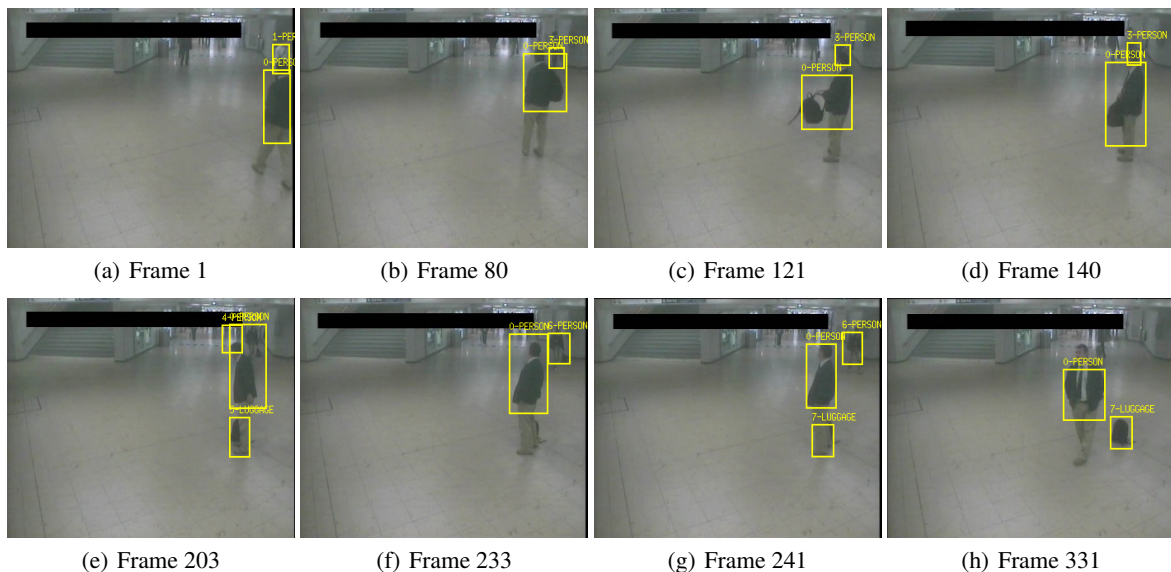 1-PER
0-PERSON
3-PERSON
0-PERSON
3-PERSON
0-PERSON
3-PERSON
0-PERSON
(a) Frame 1
(b) Frame 80
(c) Frame 121
(d) Frame 140
4-PERSON
5-LUGGAGE
0-PERSON
6-PERSON
6-PERSON
0-PERSON
7-LUGGAGE
0-PERSON
7-LUGGAGE
(e) Frame 203
(f) Frame 233
(g) Frame 241
(h) Frame 331